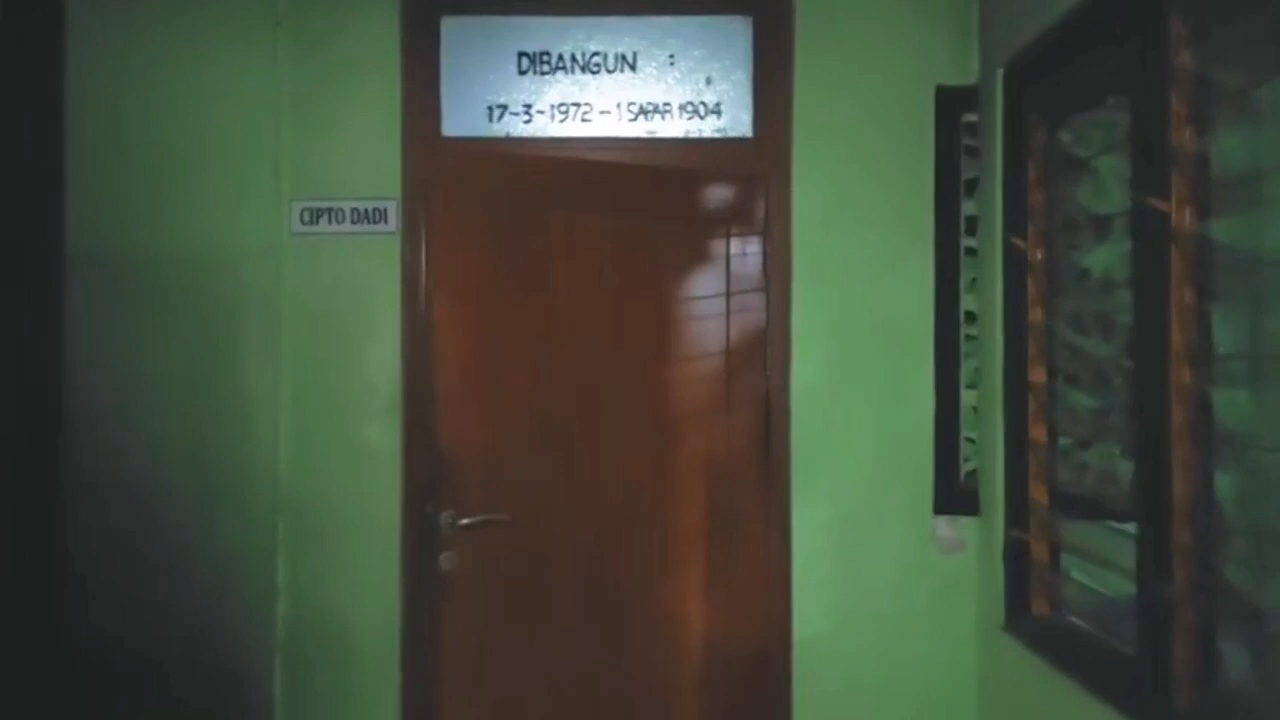 DIBANGUN :
17-3-1972 - 1 SAPAR 1904
CIPTO DADI